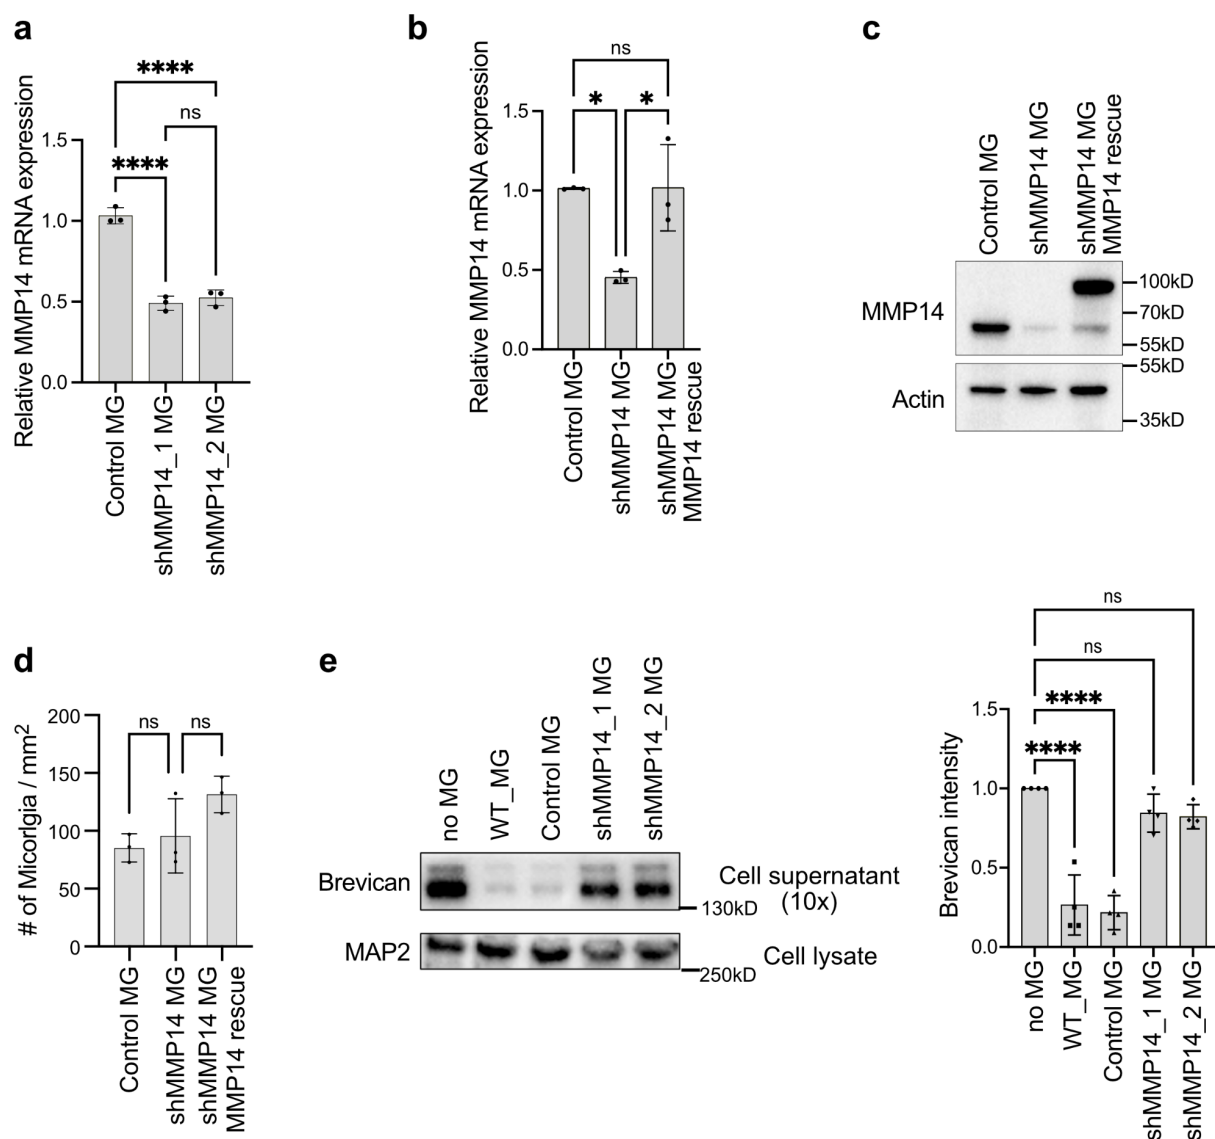 a
Relative MMP14 mRNA expression
1.5
1.0
0.5
0.0
****
ns
****
Control MG
shMMP14_1 MG
shMMP14_2 MG
b
Relative MMP14 mRNA expression
1.5
1.0
0.5
0.0
ns
*
*
Control MG
shMMP14 MG
shMMP14 MG
MMP14 rescue
c
Control MG
shMMP14 MG
shMMP14 MG
MMP14 rescue
MMP14
100kD
70kD
55kD
55kD
Actin
35kD
d
# of Micorlgia / mm2
200
150
100
50
0
ns
ns
Control MG
shMMP14 MG
shMMP14 MG
MMP14 rescue
e
no MG
WT_MG
Control MG
shMMP14_1 MG
shMMP14_2 MG
Brevican
Cell supernatant
(10x)
130kD
MAP2
Cell lysate
250kD
Brevican intensity
1.5
1.0
0.5
0.0
ns
ns
****
****
no MG
WT_MG
Control MG
shMMP14_1 MG
shMMP14_2 MG